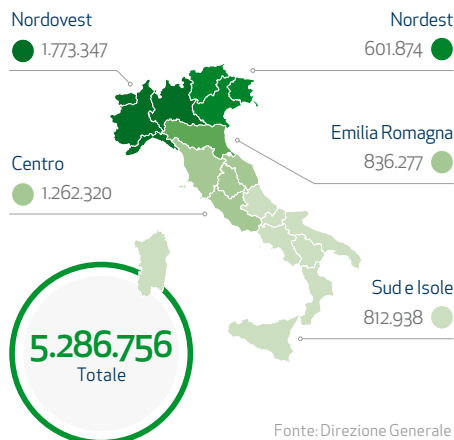 Nordovest
1.773.347
Nordest
601.874
Emilia Romagna
836.277
Centro
1.262.320
Sud e Isole
812.938
5.286.756
Totale
Fonte: Direzione Generale